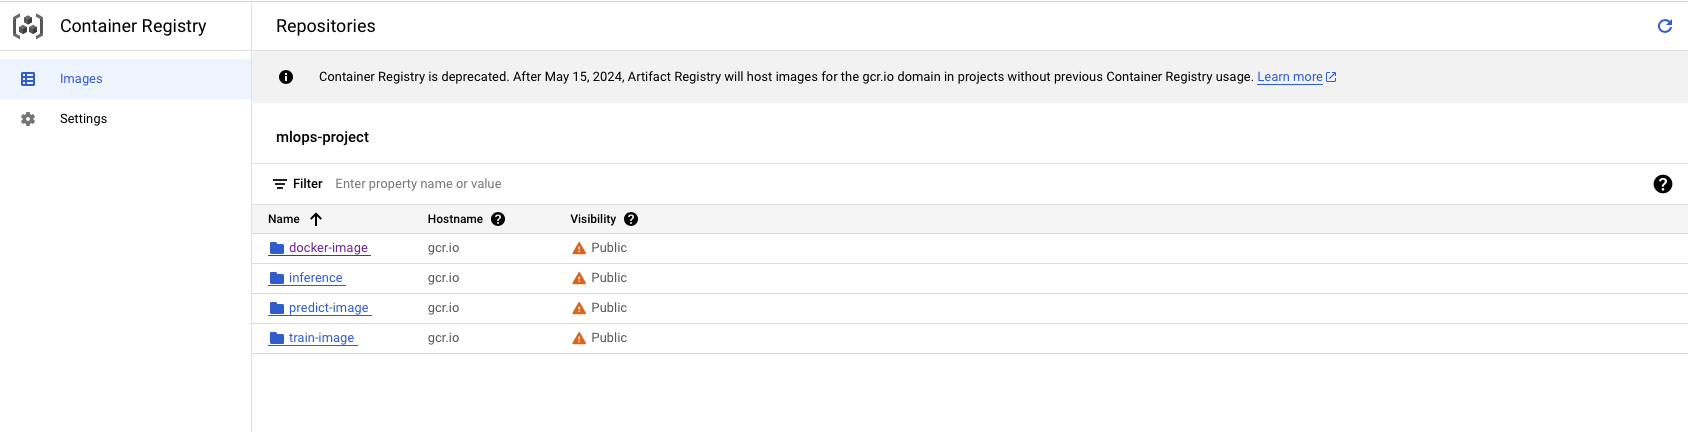 Container Registry
Repositories
Images
Settings
Container Registry is deprecated. After May 15, 2024, Artifact Registry will host images for the gcr.io domain in projects without previous Container Registry usage. Learn more
mlops-project
Filter Enter property name or value
Name Hostname Visibility
docker-image gcr.io Public
inference gcr.io Public
predict-image gcr.io Public
train-image gcr.io Public